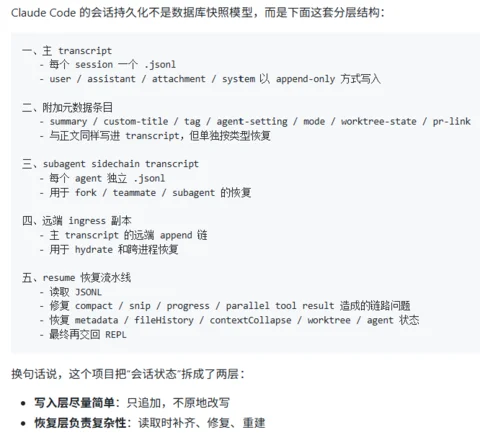 Claude Code 的会话持久化不是数据库快照模型，而是下面这套分层结构：
一、主 transcript
- 每个 session 一个 .jsonl
- user / assistant / attachment / system 以 append-only 方式写入
二、附加元数据条目
- summary / custom-title / tag / agent-setting / mode / worktree-state / pr-link
- 与正文同样写进 transcript，但单独按类型恢复
三、subagent sidechain transcript
- 每个 agent 独立 .jsonl
- 用于 fork / teammate / subagent 的恢复
四、远端 ingress 副本
- 主 transcript 的远端 append 链
- 用于 hydrate 和跨进程恢复
五、resume 恢复流水线
- 读取 JSONL
- 修复 compact / snip / progress / parallel tool result 造成的链路问题
- 恢复 metadata / fileHistory / contextCollapse / worktree / agent 状态
- 最终再交回 REPL
换句话说，这个项目把“会话状态”拆成了两层：
• 写入层尽量简单：只追加，不原地改写
• 恢复层负责复杂性：读取时补齐、修复、重建